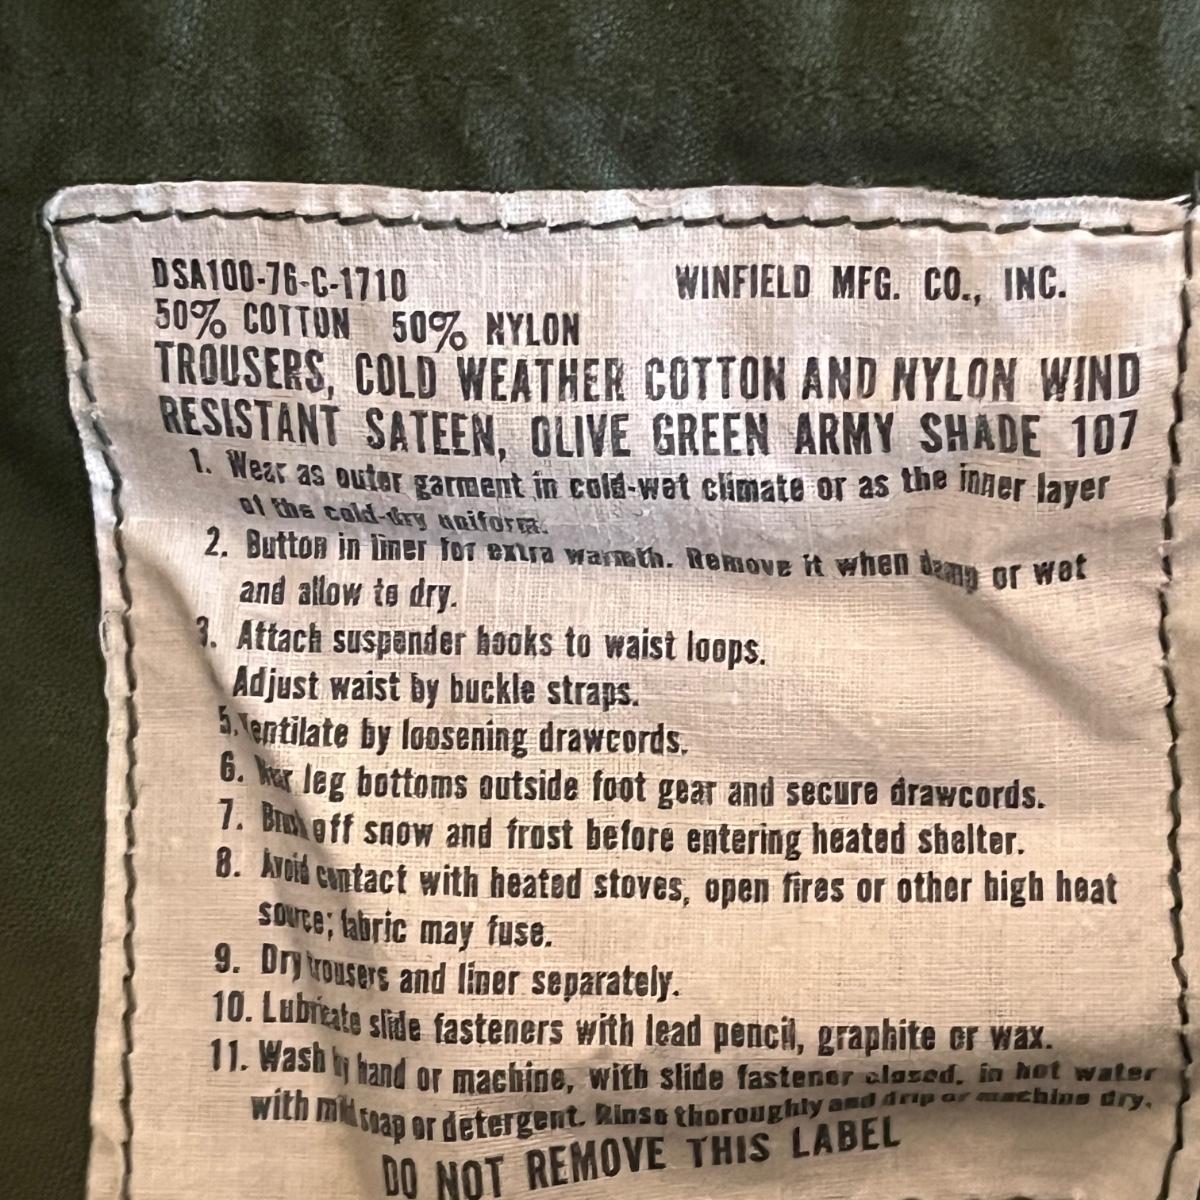 DSA100-76-C-1710 WINFIELD MFG. CO., INC.
50% COTTON 50% NYLON
TROUSERS, COLD WEATHER COTTON AND NYLON WIND
RESISTANT SATEEN, OLIVE GREEN ARMY SHADE 107
1. Wear as outer garment in cold-wet climate or as the inner layer
of the cold-dry uniform.
2. Button in liner for extra warmth. Remove it when damp or wet
and allow to dry.
3. Attach suspender hooks to waist loops.
Adjust waist by buckle straps.
5. Ventilate by loosening drawcords.
6. Wear leg bottoms outside foot gear and secure drawcords.
7. Brush off snow and frost before entering heated shelter.
8. Avoid contact with heated stoves, open fires or other high heat
source; fabric may fuse.
9. Dry trousers and liner separately.
10. Lubricate slide fasteners with lead pencil, graphite or wax.
11. Wash by hand or machine, with slide fastener closed, in hot water
with mild soap or detergent. Rinse thoroughly and drip or machine dry.
DO NOT REMOVE THIS LABEL